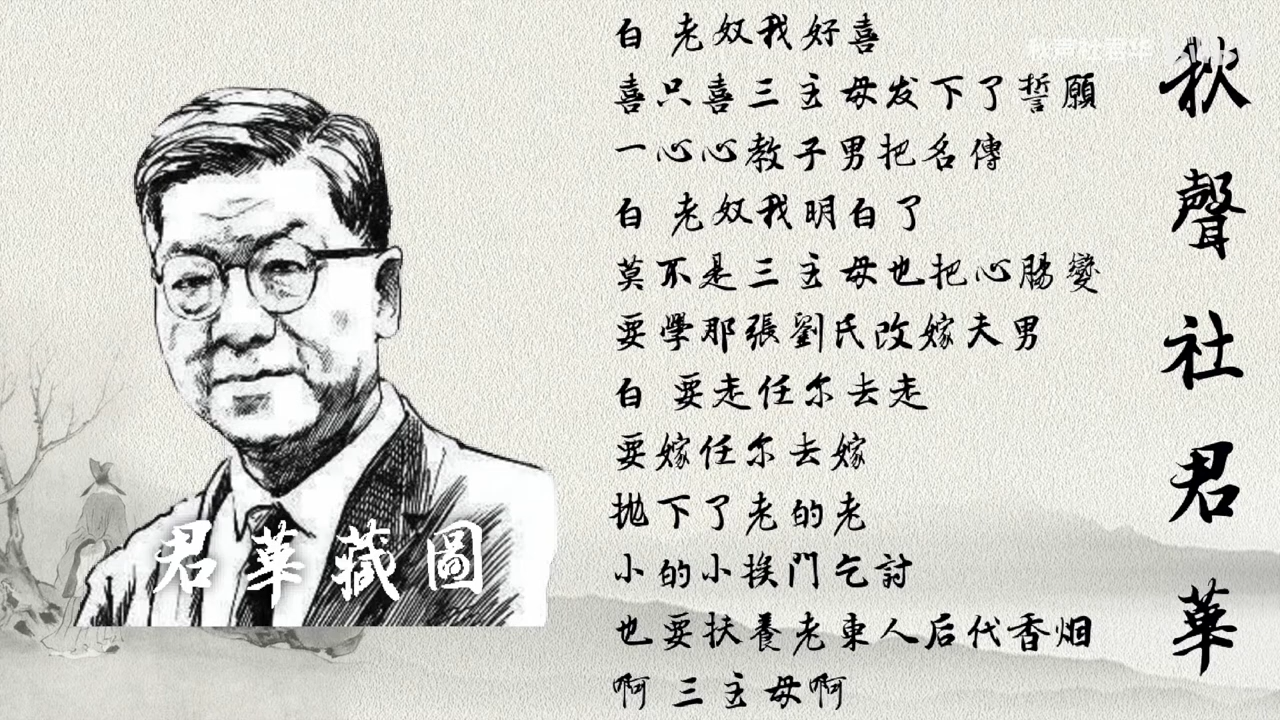 白 老奴我好喜
喜只喜三主母发下了誓願
一心心教子男把名傳
白 老奴我明白了
莫不是三主母也把心腸變
要學那張劉氏改嫁夫男
白 要走任尔去走
要嫁任尔去嫁
抛下了老的老
小的小挨門乞討
也要扶養老東人后代香烟
啊 三主母啊
秋聲社君華
君華藏圖